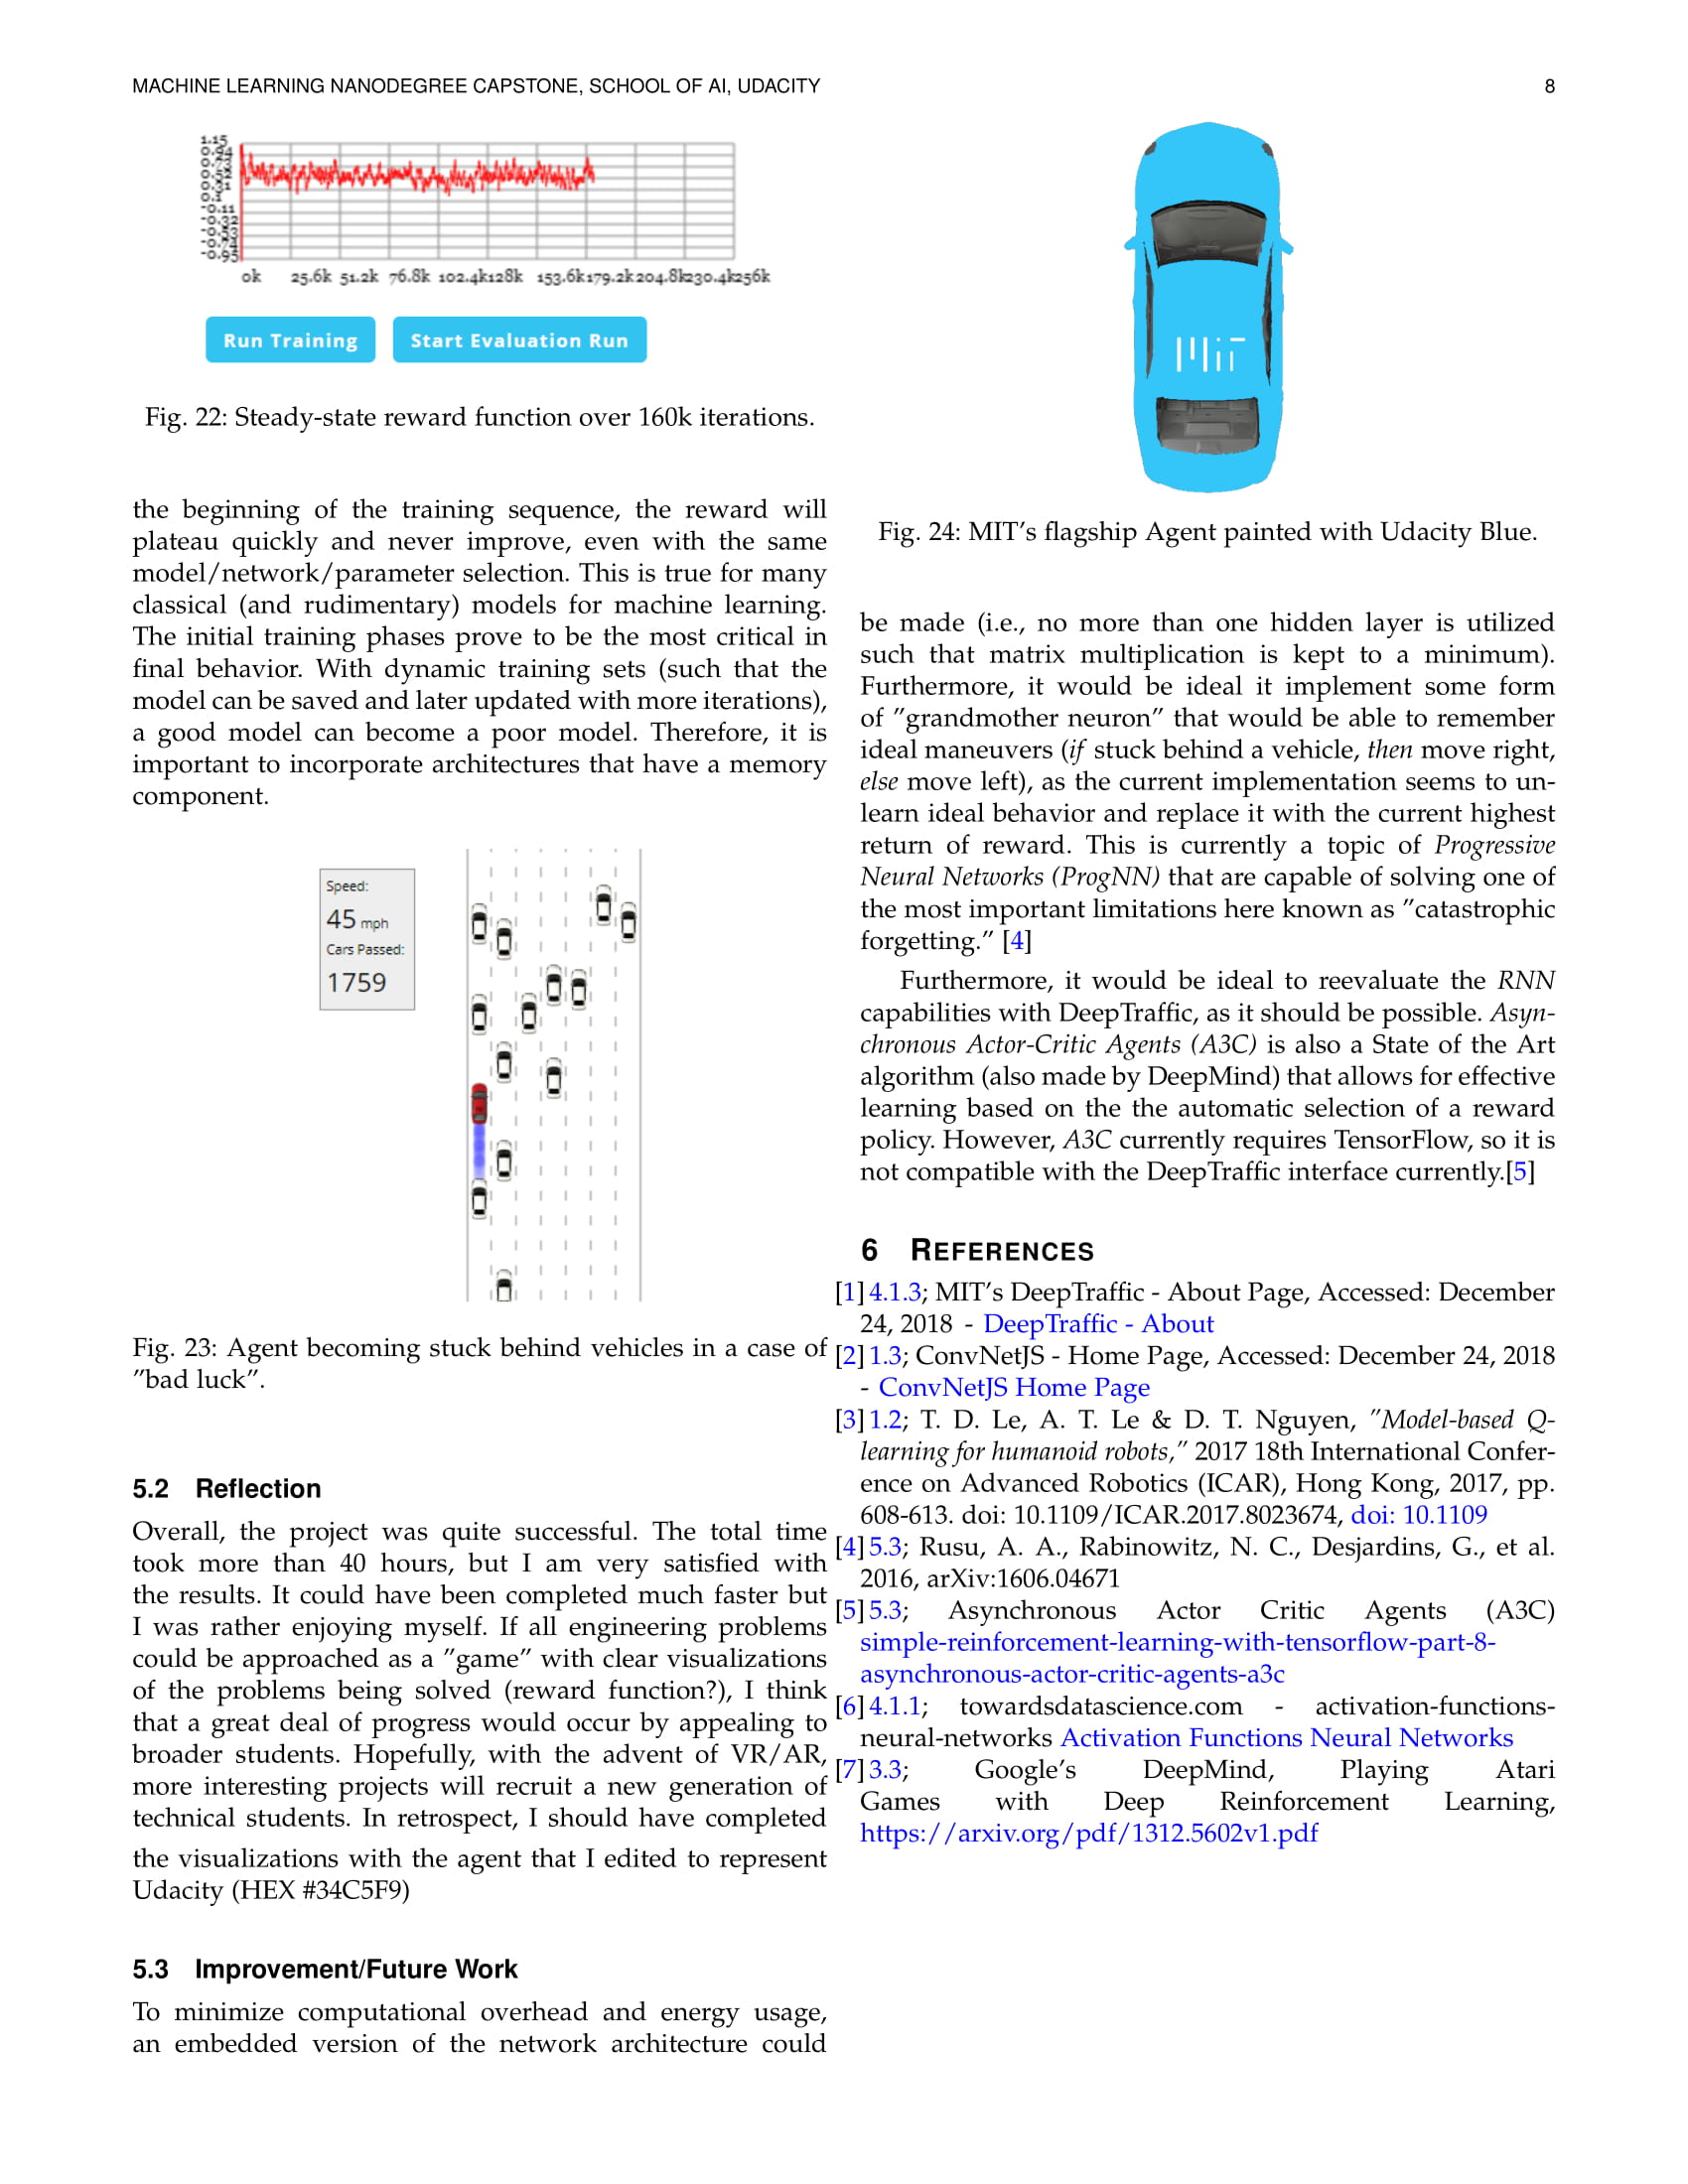 MACHINE LEARNING NANODEGREE CAPSTONE, SCHOOL OF AI, UDACITY
8
1.15
0.94
0.73
0.52
0.31
0.1
-0.11
-0.32
-0.53
-0.74
-0.95
0k 25.6k 51.2k 76.8k 102.4k 128k 153.6k 179.2k 204.8k 230.4k 256k
Run Training Start Evaluation Run
Fig. 22: Steady-state reward function over 160k iterations.
the beginning of the training sequence, the reward will
plateau quickly and never improve, even with the same
model/network/parameter selection. This is true for many
classical (and rudimentary) models for machine learning.
The initial training phases prove to be the most critical in
final behavior. With dynamic training sets (such that the
model can be saved and later updated with more iterations),
a good model can become a poor model. Therefore, it is
important to incorporate architectures that have a memory
component.
Speed:
45 mph
Cars Passed:
1759
Fig. 23: Agent becoming stuck behind vehicles in a case of
”bad luck”.
5.2 Reflection
Overall, the project was quite successful. The total time
took more than 40 hours, but I am very satisfied with
the results. It could have been completed much faster but
I was rather enjoying myself. If all engineering problems
could be approached as a ”game” with clear visualizations
of the problems being solved (reward function?), I think
that a great deal of progress would occur by appealing to
broader students. Hopefully, with the advent of VR/AR,
more interesting projects will recruit a new generation of
technical students. In retrospect, I should have completed
the visualizations with the agent that I edited to represent
Udacity (HEX #34C5F9)
5.3 Improvement/Future Work
To minimize computational overhead and energy usage,
an embedded version of the network architecture could
MIT
Fig. 24: MIT’s flagship Agent painted with Udacity Blue.
be made (i.e., no more than one hidden layer is utilized
such that matrix multiplication is kept to a minimum).
Furthermore, it would be ideal it implement some form
of ”grandmother neuron” that would be able to remember
ideal maneuvers (if stuck behind a vehicle, then move right,
else move left), as the current implementation seems to un-
learn ideal behavior and replace it with the current highest
return of reward. This is currently a topic of Progressive
Neural Networks (ProgNN) that are capable of solving one of
the most important limitations here known as ”catastrophic
forgetting.” [4]
Furthermore, it would be ideal to reevaluate the RNN
capabilities with DeepTraffic, as it should be possible. Asyn-
chronous Actor-Critic Agents (A3C) is also a State of the Art
algorithm (also made by DeepMind) that allows for effective
learning based on the the automatic selection of a reward
policy. However, A3C currently requires TensorFlow, so it is
not compatible with the DeepTraffic interface currently.[5]
6 REFERENCES
[1] 4.1.3; MIT’s DeepTraffic - About Page, Accessed: December
24, 2018 - DeepTraffic - About
[2] 1.3; ConvNetJS - Home Page, Accessed: December 24, 2018
- ConvNetJS Home Page
[3] 1.2; T. D. Le, A. T. Le & D. T. Nguyen, ”Model-based Q-
learning for humanoid robots,” 2017 18th International Confer-
ence on Advanced Robotics (ICAR), Hong Kong, 2017, pp.
608-613. doi: 10.1109/ICAR.2017.8023674, doi: 10.1109
[4] 5.3; Rusu, A. A., Rabinowitz, N. C., Desjardins, G., et al.
2016, arXiv:1606.04671
[5] 5.3; Asynchronous Actor Critic Agents (A3C)
simple-reinforcement-learning-with-tensorflow-part-8-
asynchronous-actor-critic-agents-a3c
[6] 4.1.1; towardsdatascience.com - activation-functions-
neural-networks Activation Functions Neural Networks
[7] 3.3; Google’s DeepMind, Playing Atari
Games with Deep Reinforcement Learning,
https://arxiv.org/pdf/1312.5602v1.pdf